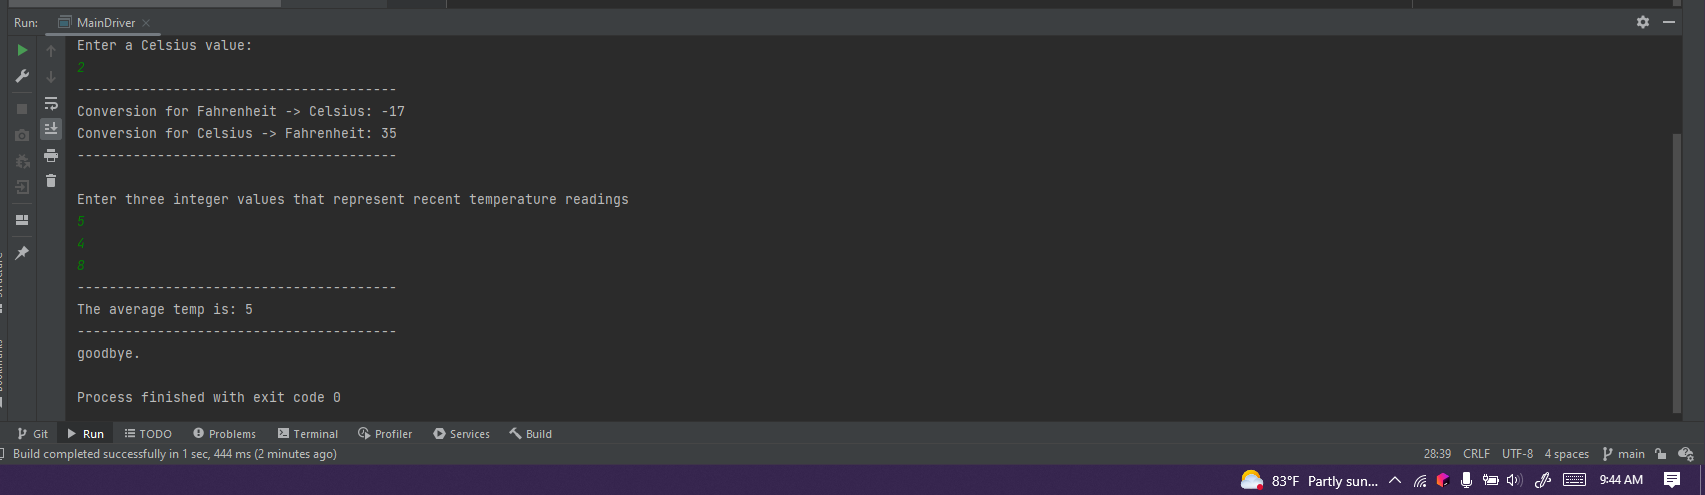 Run: MainDriver
Enter a Celsius value:
2
----------------------------------------
Conversion for Fahrenheit -> Celsius: -17
Conversion for Celsius -> Fahrenheit: 35
----------------------------------------
Enter three integer values that represent recent temperature readings
5
4
8
----------------------------------------
The average temp is: 5
----------------------------------------
goodbye.
Process finished with exit code 0
Git Run TODO Problems Terminal Profiler Services Build
Build completed successfully in 1 sec, 444 ms (2 minutes ago) 28:39 CRLF UTF-8 4 spaces main
83°F Partly sun... 9:44 AM